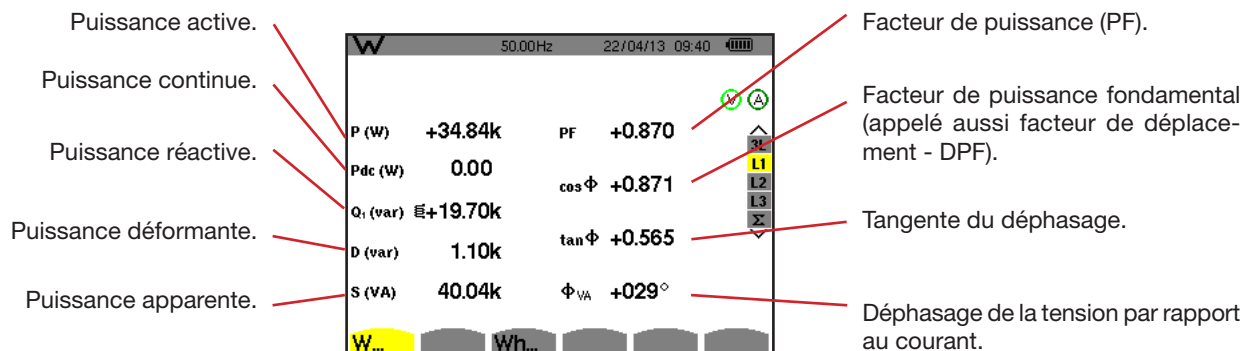 Puissance active.
Puissance continue.
Puissance réactive.
Puissance déformante.
Puissance apparente.
W 50.00Hz 22/04/13 09:40
V A
P (W) +34.84k PF +0.870
Pdc (W) 0.00
cos Φ +0.871
Q₁ (var) +19.70k
tan Φ +0.565
D (var) 1.10k
S (VA) 40.04k ΦVA +029°
3L
L1
L2
L3
Σ
W... Wh...
Facteur de puissance (PF).
Facteur de puissance fondamental
(appelé aussi facteur de déplace-
ment - DPF).
Tangente du déphasage.
Déphasage de la tension par rapport
au courant.